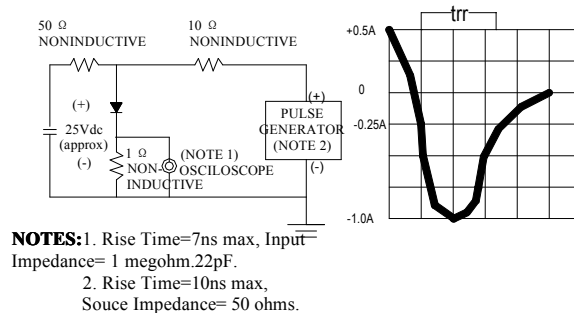 50 Ω
NONINDUCTIVE
10 Ω
NONINDUCTIVE
trr
+0.5A
0
-0.25A
-1.0A
(+)
25Vdc
(approx)
(-)
1 Ω
NON-
INDUCTIVE
(NOTE 1)
OSCILOSCOPE
(+)
PULSE
GENERATOR
(NOTE 2)
(-)
NOTES:1. Rise Time=7ns max, Input
Impedance= 1 megohm.22pF.
2. Rise Time=10ns max,
Souce Impedance= 50 ohms.